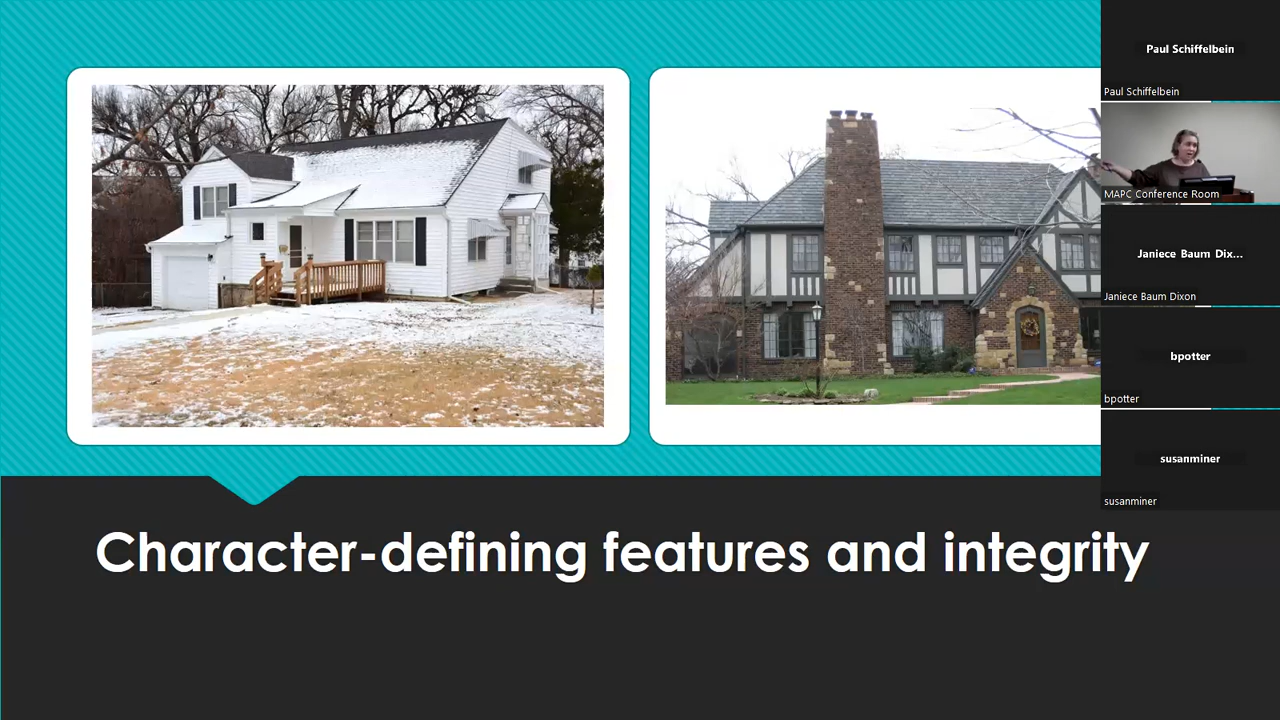 Character-defining features and integrity
Paul Schiffelbein
Paul Schiffelbein
MAPC Conference Room
Janiece Baum Dix...
Janiece Baum Dixon
bpotter
bpotter
susanminer
susanminer